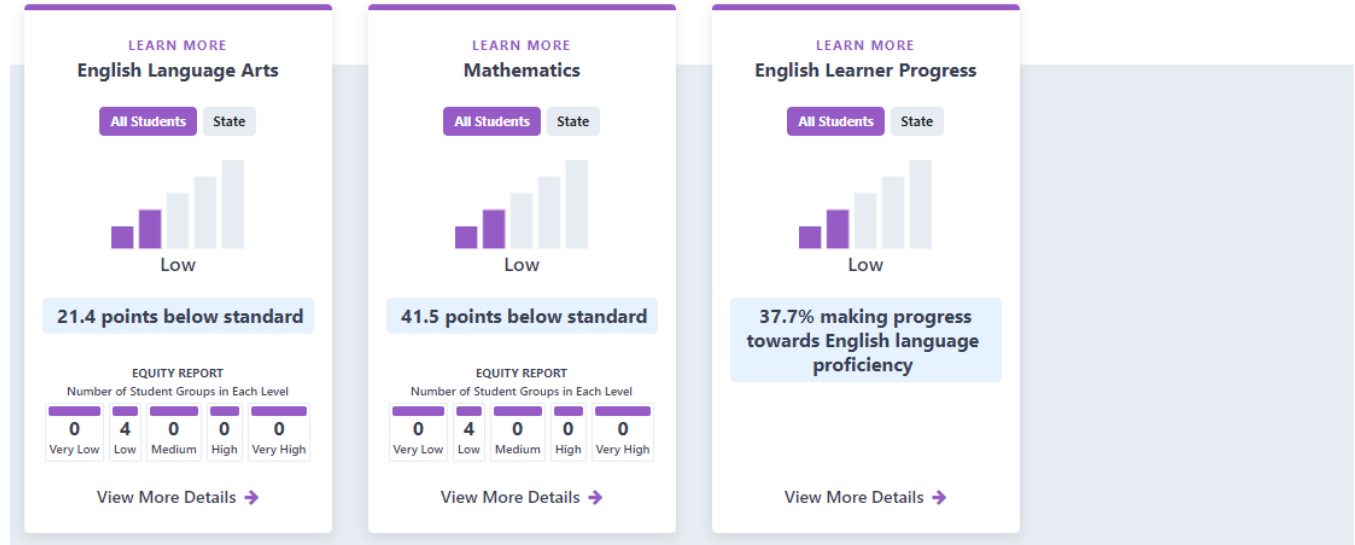 LEARN MORE
English Language Arts
All Students State
Low
21.4 points below standard
EQUITY REPORT
Number of Student Groups in Each Level
0 4 0 0 0
Very Low Low Medium High Very High
View More Details
LEARN MORE
Mathematics
All Students State
Low
41.5 points below standard
EQUITY REPORT
Number of Student Groups in Each Level
0 4 0 0 0
Very Low Low Medium High Very High
View More Details
LEARN MORE
English Learner Progress
All Students State
Low
37.7% making progress
towards English language
proficiency
View More Details